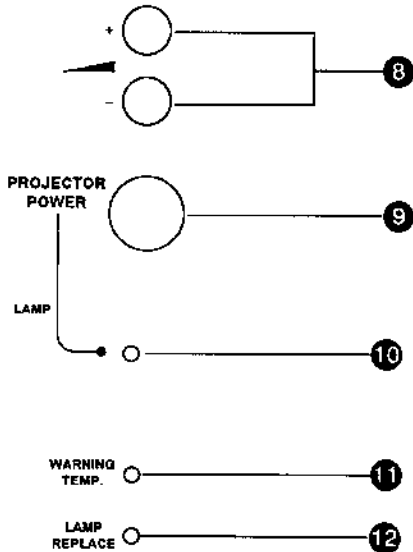 +
–
8
PROJECTOR
POWER
9
LAMP
10
WARNING
TEMP.
11
LAMP
REPLACE
12